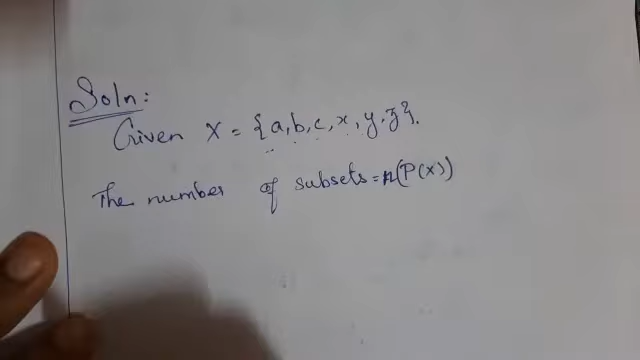 Soln:
Given X = {a, b, c, x, y, z}.
The number of subsets = n(P(X))